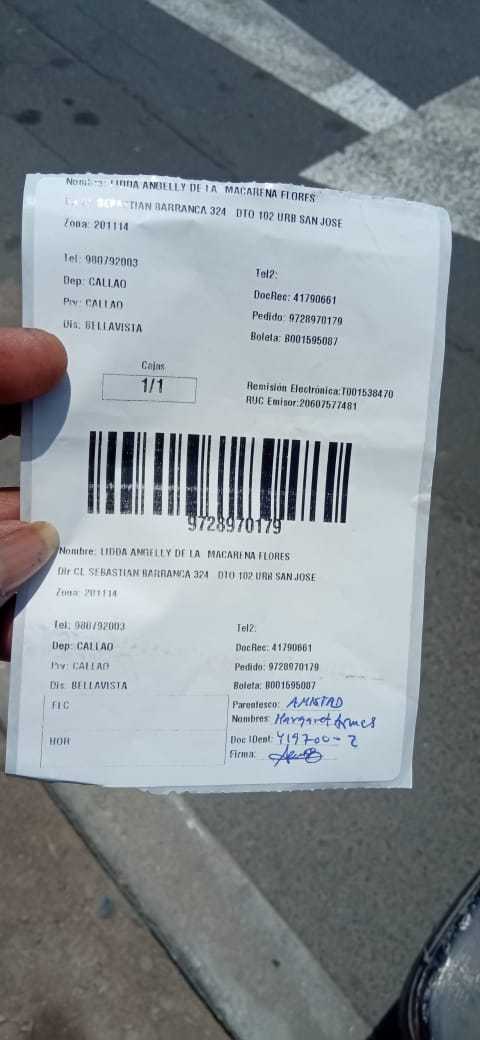 Nombre: LIDDA ANGELLY DE LA MACARENA FLORES
SEBASTIAN BARRANCA 324 DTO 102 URB SAN JOSE
Zona: 201114
Tel: 980792003
Tel2:
Dep: CALLAO
DocRec: 41790661
Prv: CALLAO
Pedido: 9728970179
Dis: BELLAVISTA
Boleta: B001595087
Cajas
1/1
Remisión Electrónica:T001538470
RUC Emisor:20607577481
9728970179
Nombre: LIDDA ANGELLY DE LA MACARENA FLORES
Dir CL SEBASTIAN BARRANCA 324 DTO 102 URB SAN JOSE
Zona: 201114
Tel: 980792003
Tel2:
Dep: CALLAO
DocRec: 41790661
Prv: CALLAO
Pedido: 9728970179
Dis: BELLAVISTA
Boleta: B001595087
FEC
Parentesco: AMISTAD
Nombres: Margaret
HOR
Doc IDent: 419700-2
Firma: